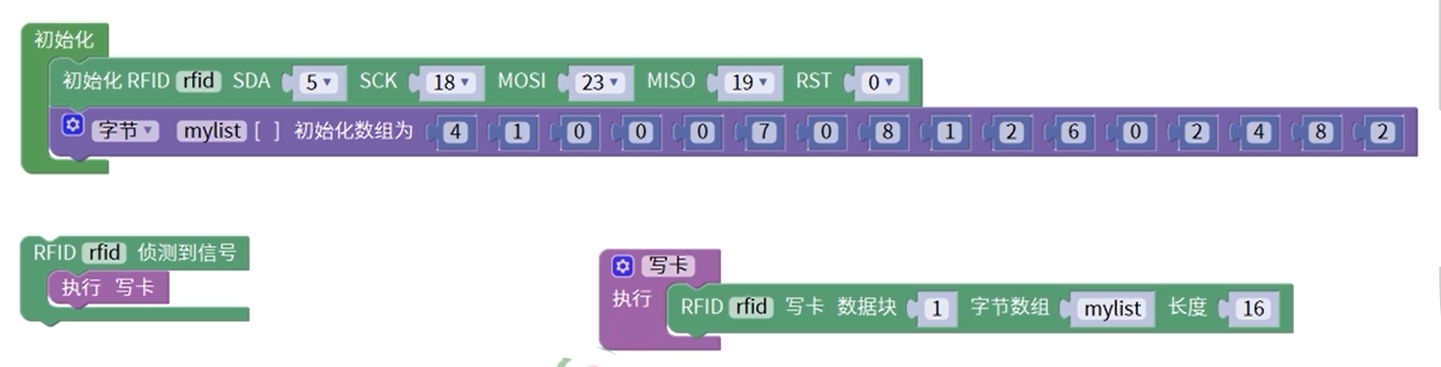 初始化
初始化 RFID rfid SDA 5 SCK 18 MOSI 23 MISO 19 RST 0
字节 mylist [ ] 初始化数组为 4 1 0 0 0 7 0 8 1 2 6 0 2 4 8 2
RFID rfid 侦测到信号
执行 写卡
写卡
执行 RFID rfid 写卡 数据块 1 字节数组 mylist 长度 16